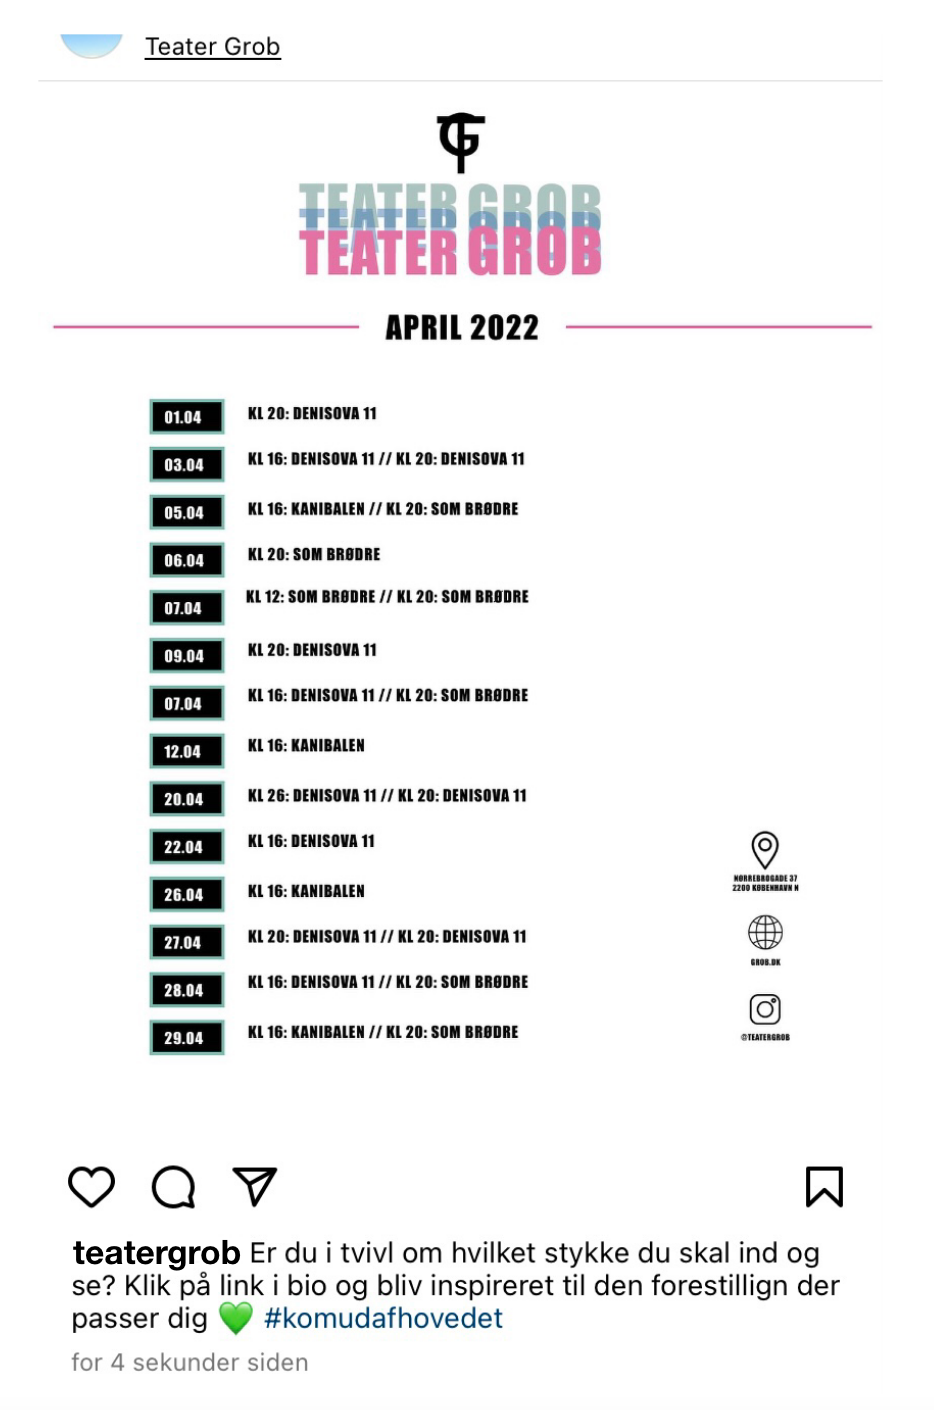 Teater Grob
TEATER GROB
TEATER GROB
APRIL 2022
01.04 KL 20: DENISOVA 11
03.04 KL 16: DENISOVA 11 // KL 20: DENISOVA 11
05.04 KL 16: KANIBALEN // KL 20: SOM BRØDRE
06.04 KL 20: SOM BRØDRE
07.04 KL 12: SOM BRØDRE // KL 20: SOM BRØDRE
09.04 KL 20: DENISOVA 11
07.04 KL 16: DENISOVA 11 // KL 20: SOM BRØDRE
12.04 KL 16: KANIBALEN
20.04 KL 26: DENISOVA 11 // KL 20: DENISOVA 11
22.04 KL 16: DENISOVA 11
26.04 KL 16: KANIBALEN
27.04 KL 20: DENISOVA 11 // KL 20: DENISOVA 11
28.04 KL 16: DENISOVA 11 // KL 20: SOM BRØDRE
29.04 KL 16: KANIBALEN // KL 20: SOM BRØDRE
NØRREBROGADE 37
2200 KØBENHAVN N
GROB.DK
@TEATERGROB
teatergrob Er du i tvivl om hvilket stykke du skal ind og
se? Klik på link i bio og bliv inspireret til den forestillign der
passer dig 💚 #komudafhovedet
for 4 sekunder siden